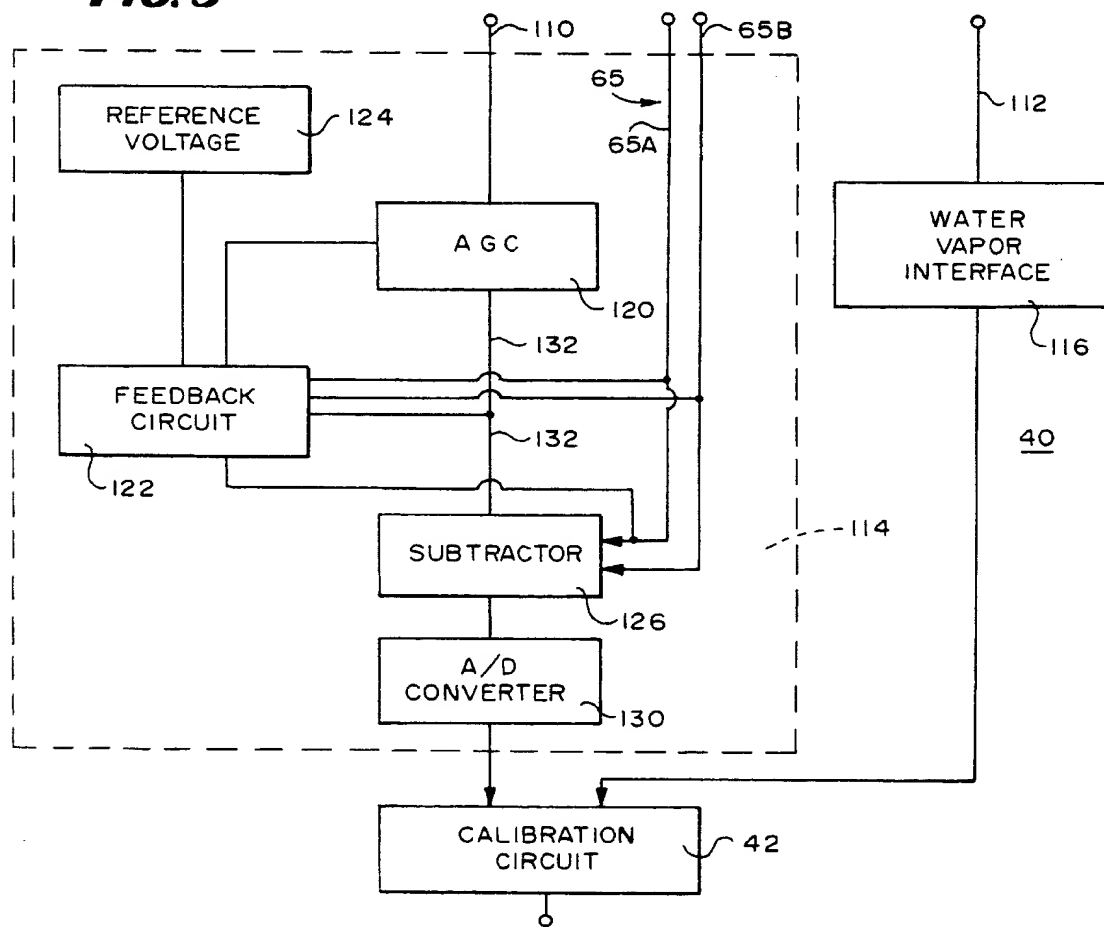 110
65B
REFERENCE
VOLTAGE
124
65
65A
112
AGC
120
WATER
VAPOR
INTERFACE
116
132
FEEDBACK
CIRCUIT
122
132
40
SUBTRACTOR
126
114
A/D
CONVERTER
130
CALIBRATION
CIRCUIT
42